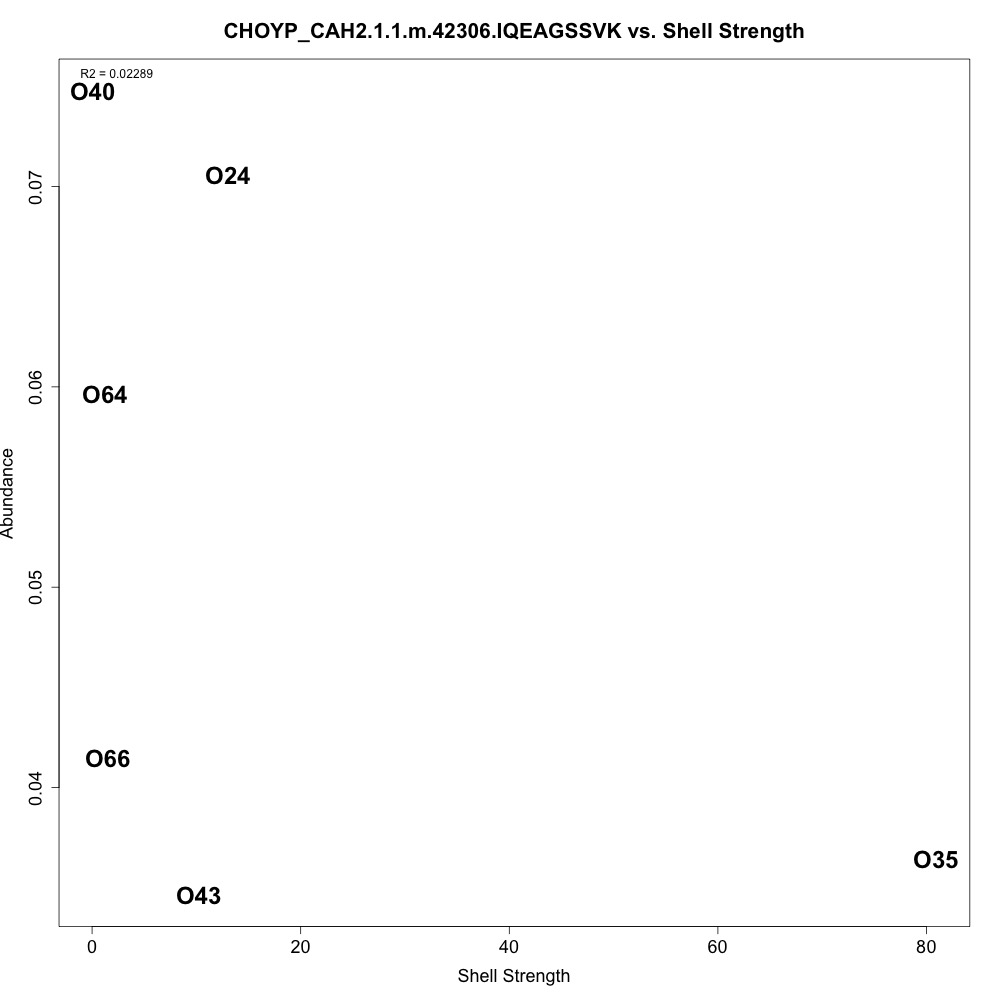 CHOYP_CAH2.1.1.m.42306.IQEAGSSVK vs. Shell Strength
R2 = 0.02289
O40
O24
0.07
0.06
O64
Abundance
0.05
O66
0.04
O35
O43
0 20 40 60 80
Shell Strength